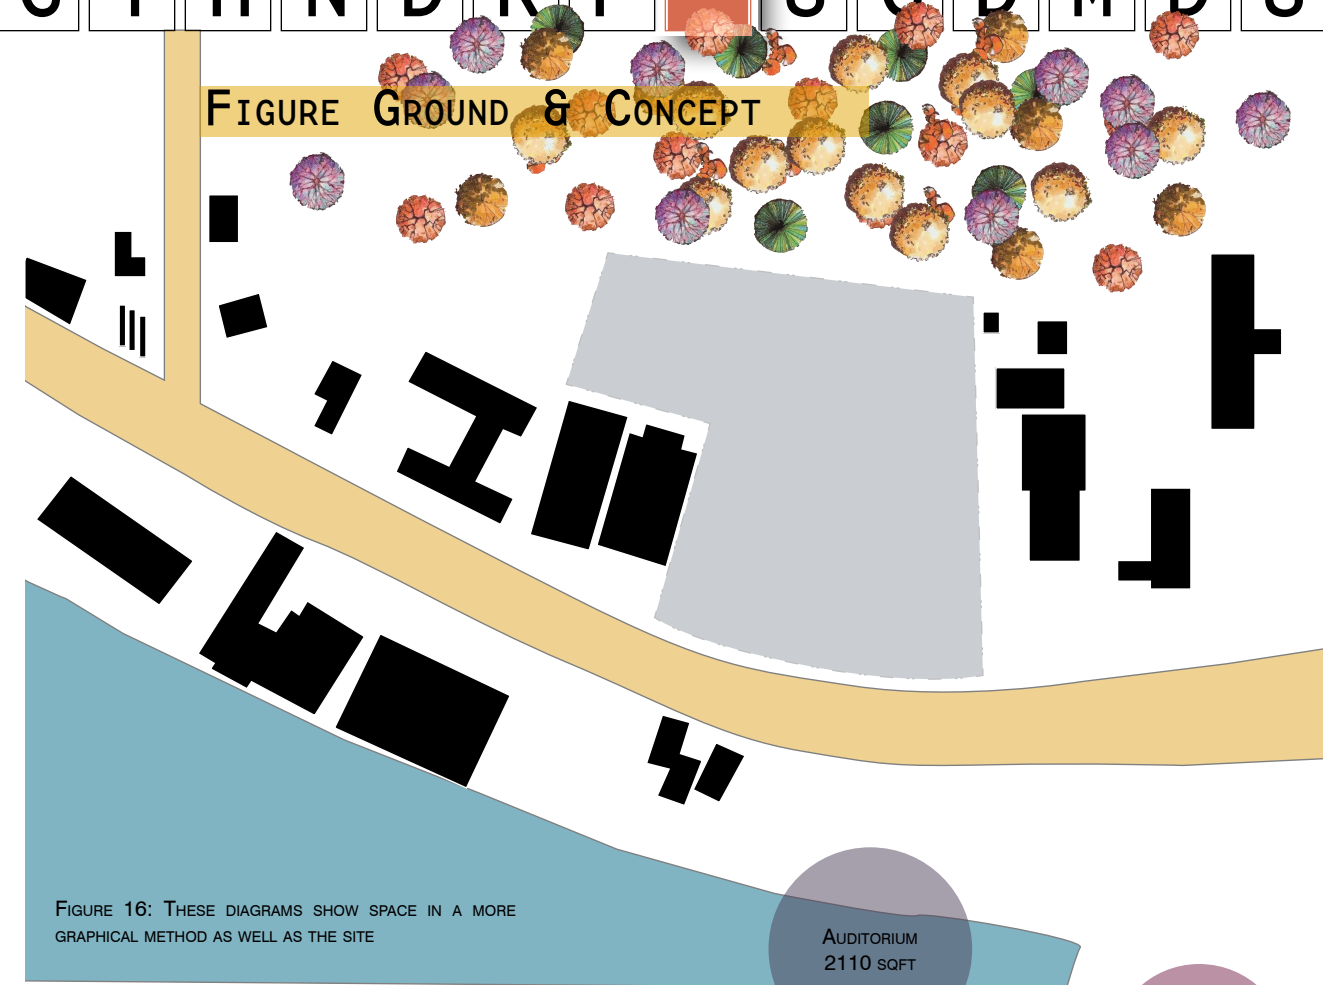 Figure Ground & Concept
Figure 16: These diagrams show space in a more
graphical method as well as the site
Auditorium
2110 sqft